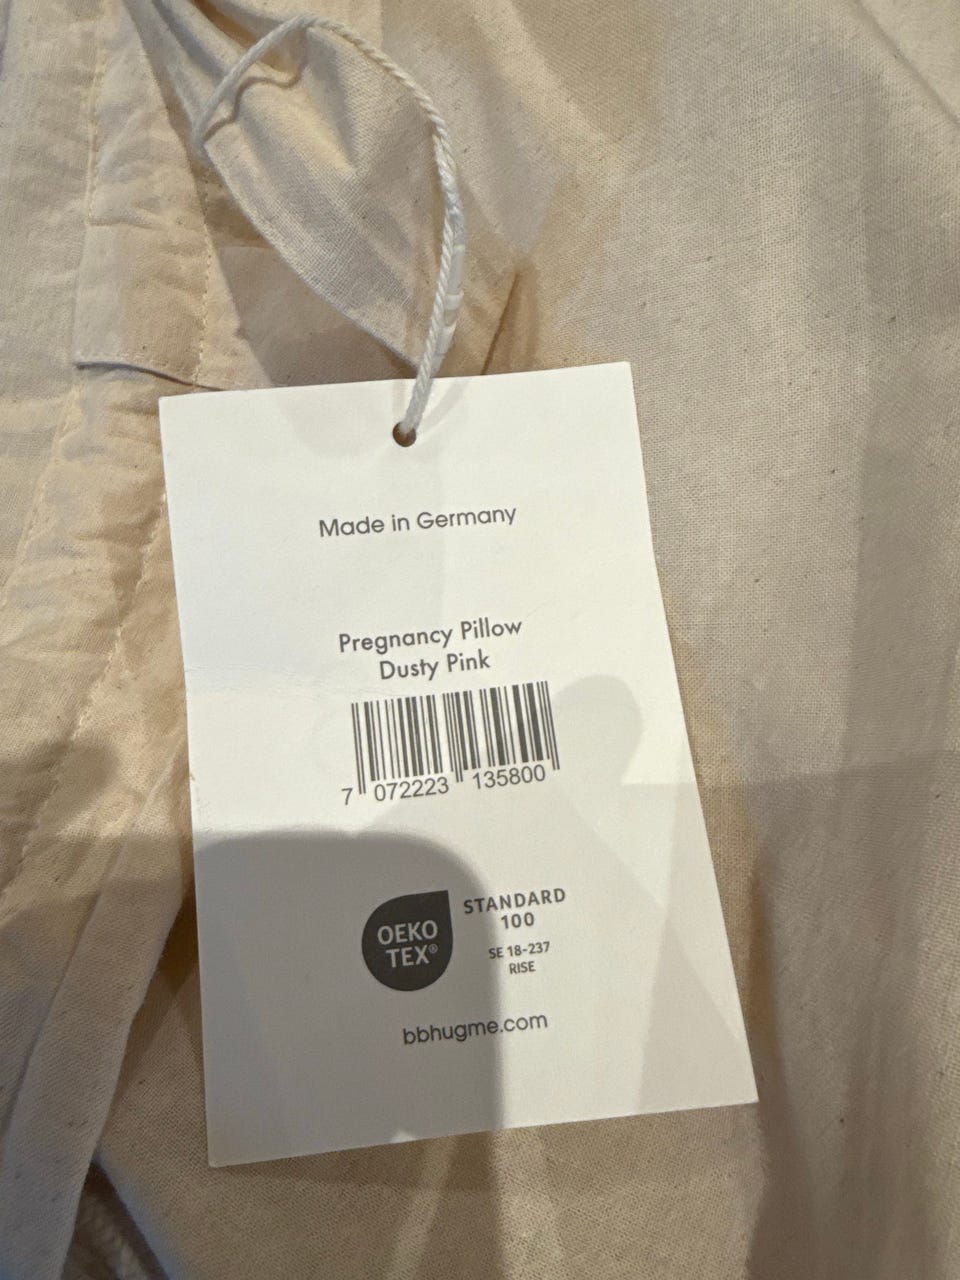 Made in Germany
Pregnancy Pillow
Dusty Pink
7 072223 135800
OEKO
TEX®
STANDARD
100
SE 18-237
RISE
bbhugme.com